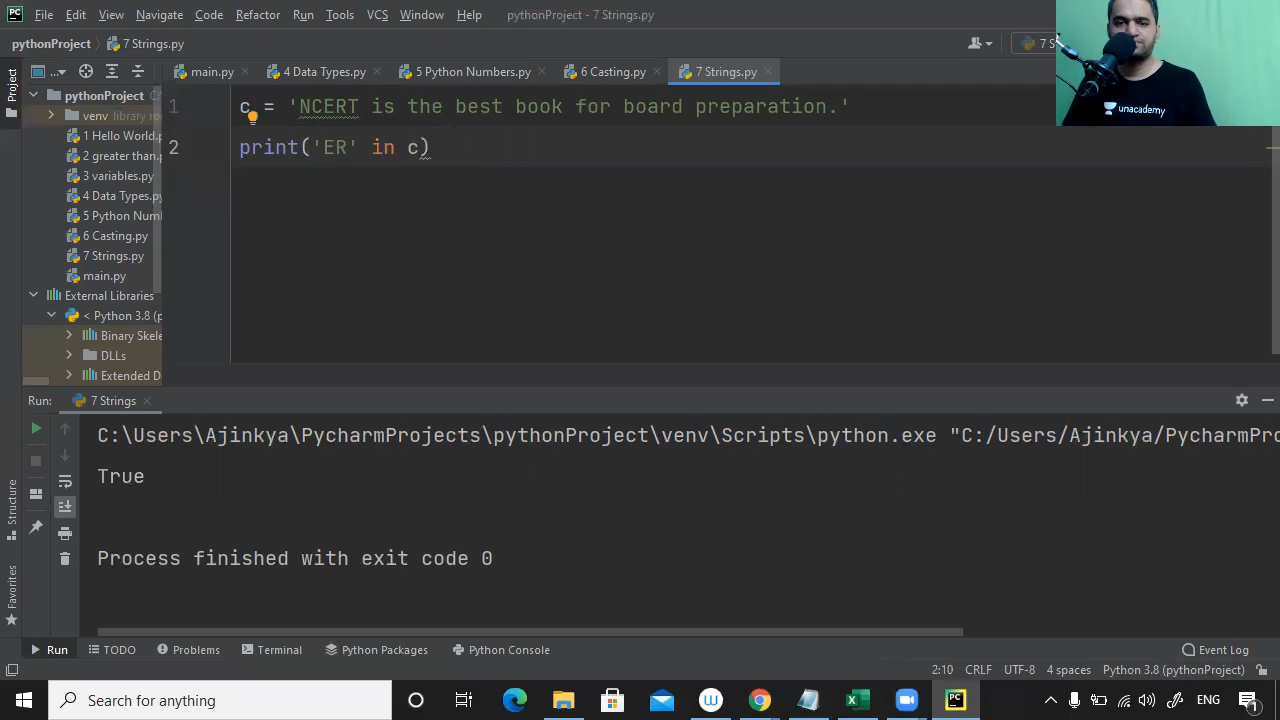 PC File Edit View Navigate Code Refactor Run Tools VCS Window Help pythonProject - 7 Strings.py
pythonProject 7 Strings.py
unacademy
Project
main.py 4 Data Types.py 5 Python Numbers.py 6 Casting.py 7 Strings.py
pythonProject
venv library
1 Hello World.
2 greater than.
3 variables.py
4 Data Types.py
5 Python Num
6 Casting.py
7 Strings.py
main.py
External Libraries
< Python 3.8 (p
Binary Skele
DLLs
Extended D
1 c = 'NCERT is the best book for board preparation.'
2 print('ER' in c)
Run: 7 Strings
C:\Users\Ajinkya\PycharmProjects\pythonProject\venv\Scripts\python.exe "C:/Users/Ajinkya/PycharmPro
True
Process finished with exit code 0
Structure
Favorites
Run TODO Problems Terminal Python Packages Python Console Event Log
2:10 CRLF UTF-8 4 spaces Python 3.8 (pythonProject)
Search for anything
ENG
1